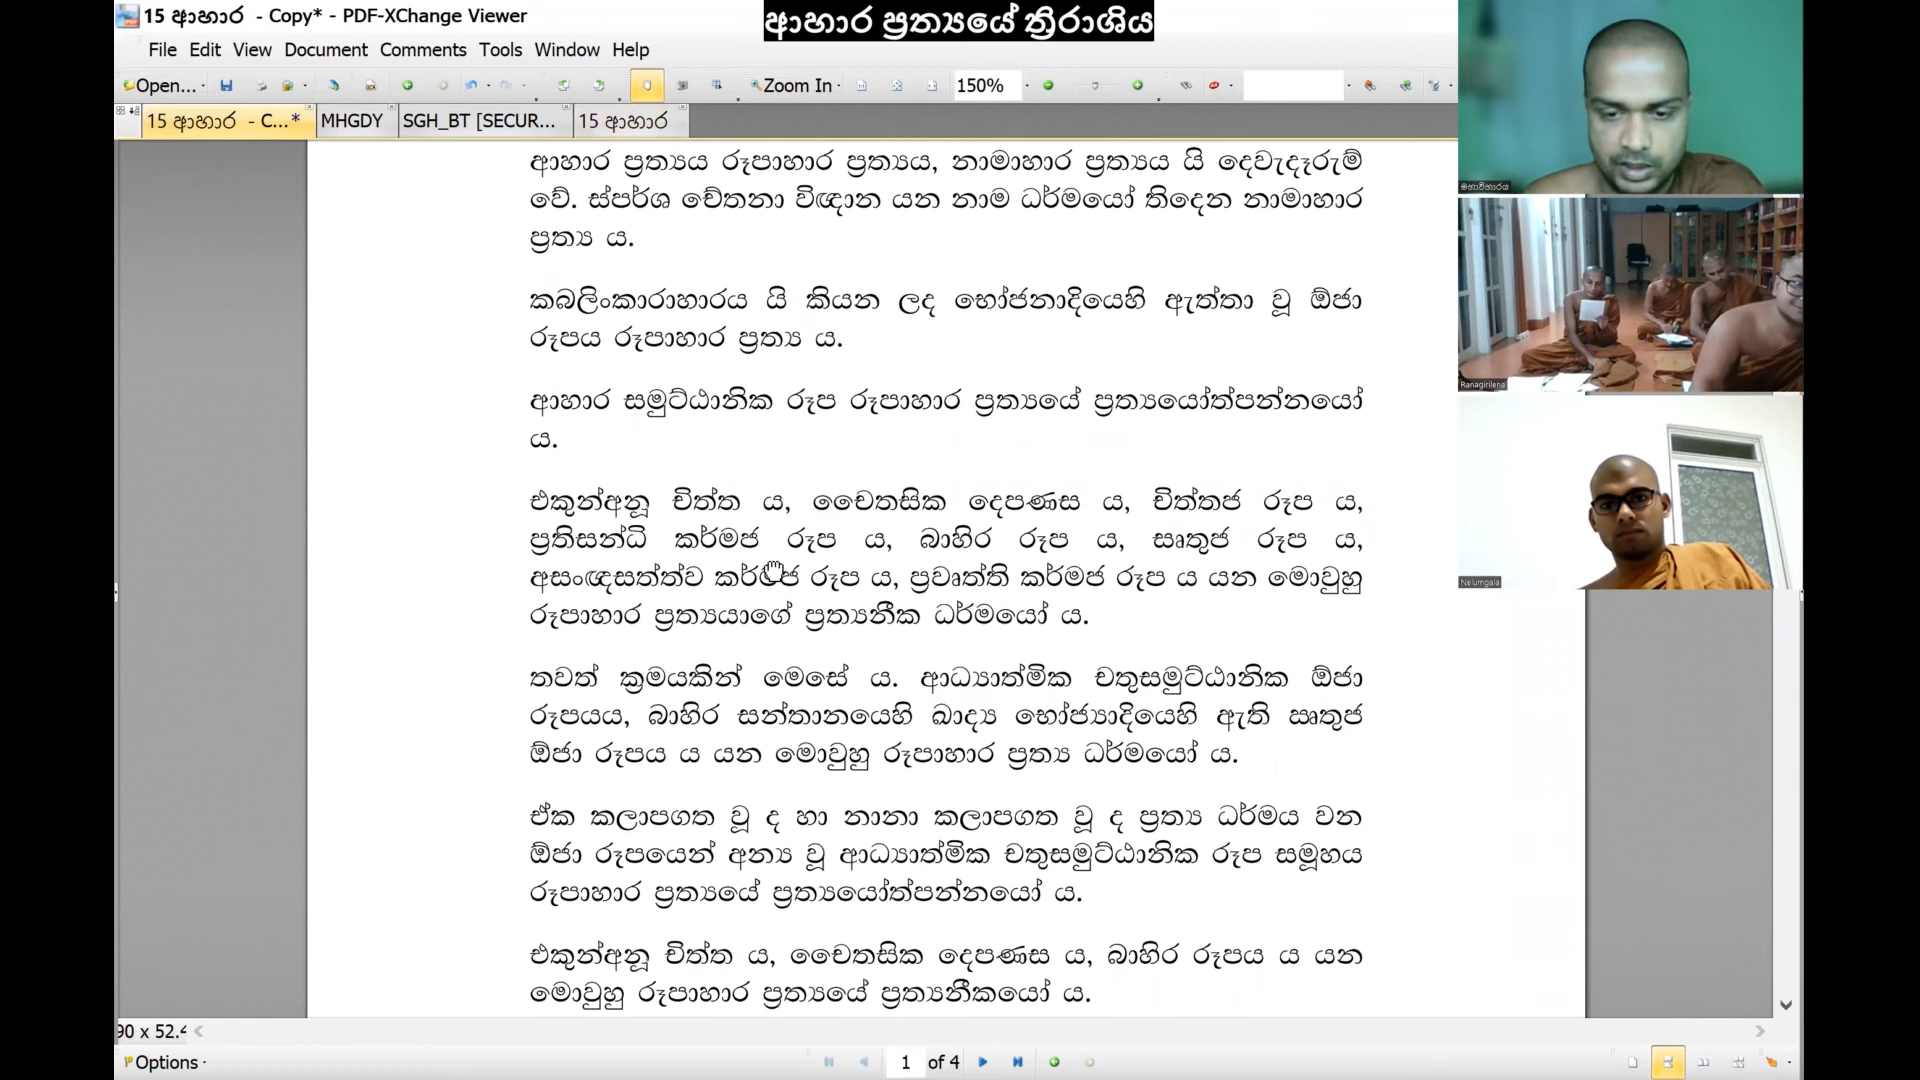 15 ආහාර - Copy* - PDF-XChange Viewer
ආහාර ප්‍රත්‍යයේ ත්‍රිරාශිය
File Edit View Document Comments Tools Window Help
Open... Zoom In 150%
15 ආහාර - C...* MHGDY SGH_BT [SECUR... 15 ආහාර
ආහාර ප්‍රත්‍යය රූපාහාර ප්‍රත්‍යය, නාමාහාර ප්‍රත්‍යය යි දෙවැදෑරුම්
වේ. ස්පර්ශ චේතනා විඥාන යන නාම ධර්මයෝ තිදෙන නාමාහාර
ප්‍රත්‍ය ය.
කබලිංකාරාහාරය යි කියන ලද භෝජනාදියෙහි ඇත්තා වූ ඕජා
රූපය රූපාහාර ප්‍රත්‍ය ය.
ආහාර සමුට්ඨානික රූප රූපාහාර ප්‍රත්‍යයේ ප්‍රත්‍යයෝත්පන්නයෝ
ය.
එකුන්අනූ චිත්ත ය, චෛතසික දෙපණස ය, චිත්තජ රූප ය,
ප්‍රතිසන්ධි කර්මජ රූප ය, බාහිර රූප ය, සෘතුජ රූප ය,
අසංඥසත්ත්ව කර්මජ රූප ය, ප්‍රවෘත්ති කර්මජ රූප ය යන මොවුහු
රූපාහාර ප්‍රත්‍යයාගේ ප්‍රත්‍යනීක ධර්මයෝ ය.
තවත් ක්‍රමයකින් මෙසේ ය. ආධ්‍යාත්මික චතුසමුට්ඨානික ඕජා
රූපයය, බාහිර සන්තානයෙහි ඛාද්‍ය භෝජ්‍යාදියෙහි ඇති ඍතුජ
ඕජා රූපය ය යන මොවුහු රූපාහාර ප්‍රත්‍ය ධර්මයෝ ය.
ඒක කලාපගත වූ ද හා නානා කලාපගත වූ ද ප්‍රත්‍ය ධර්මය වන
ඕජා රූපයෙන් අන්‍ය වූ ආධ්‍යාත්මික චතුසමුට්ඨානික රූප සමූහය
රූපාහාර ප්‍රත්‍යයේ ප්‍රත්‍යයෝත්පන්නයෝ ය.
එකුන්අනූ චිත්ත ය, චෛතසික දෙපණස ය, බාහිර රූපය ය යන
මොවුහු රූපාහාර ප්‍රත්‍යයේ ප්‍රත්‍යනීකයෝ ය.
90 x 52.4
Options 1 of 4
මහාවිහාරය
Ranagirilena
Nelumgala